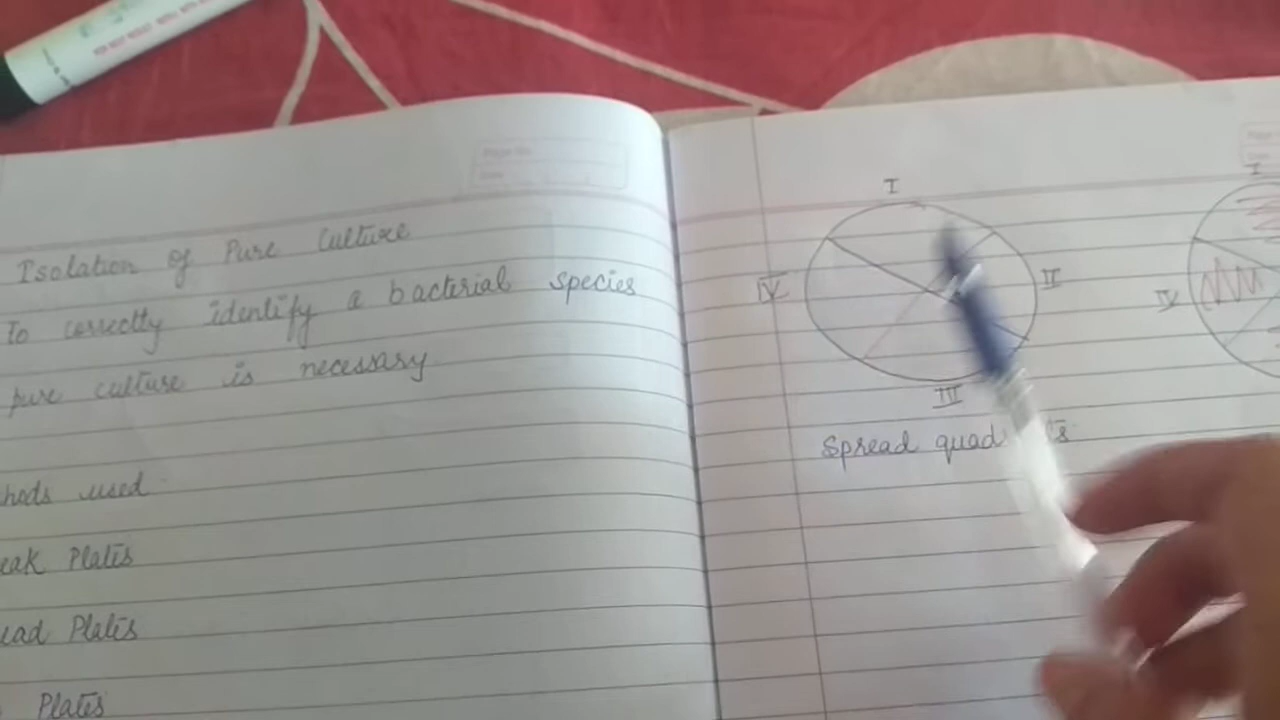 Isolation of Pure Culture
To correctly identify a bacterial species
pure culture is necessary
hods used
eak Plates
ead Plates
Plates
I
II
III
IV
Spread quad
I
IV